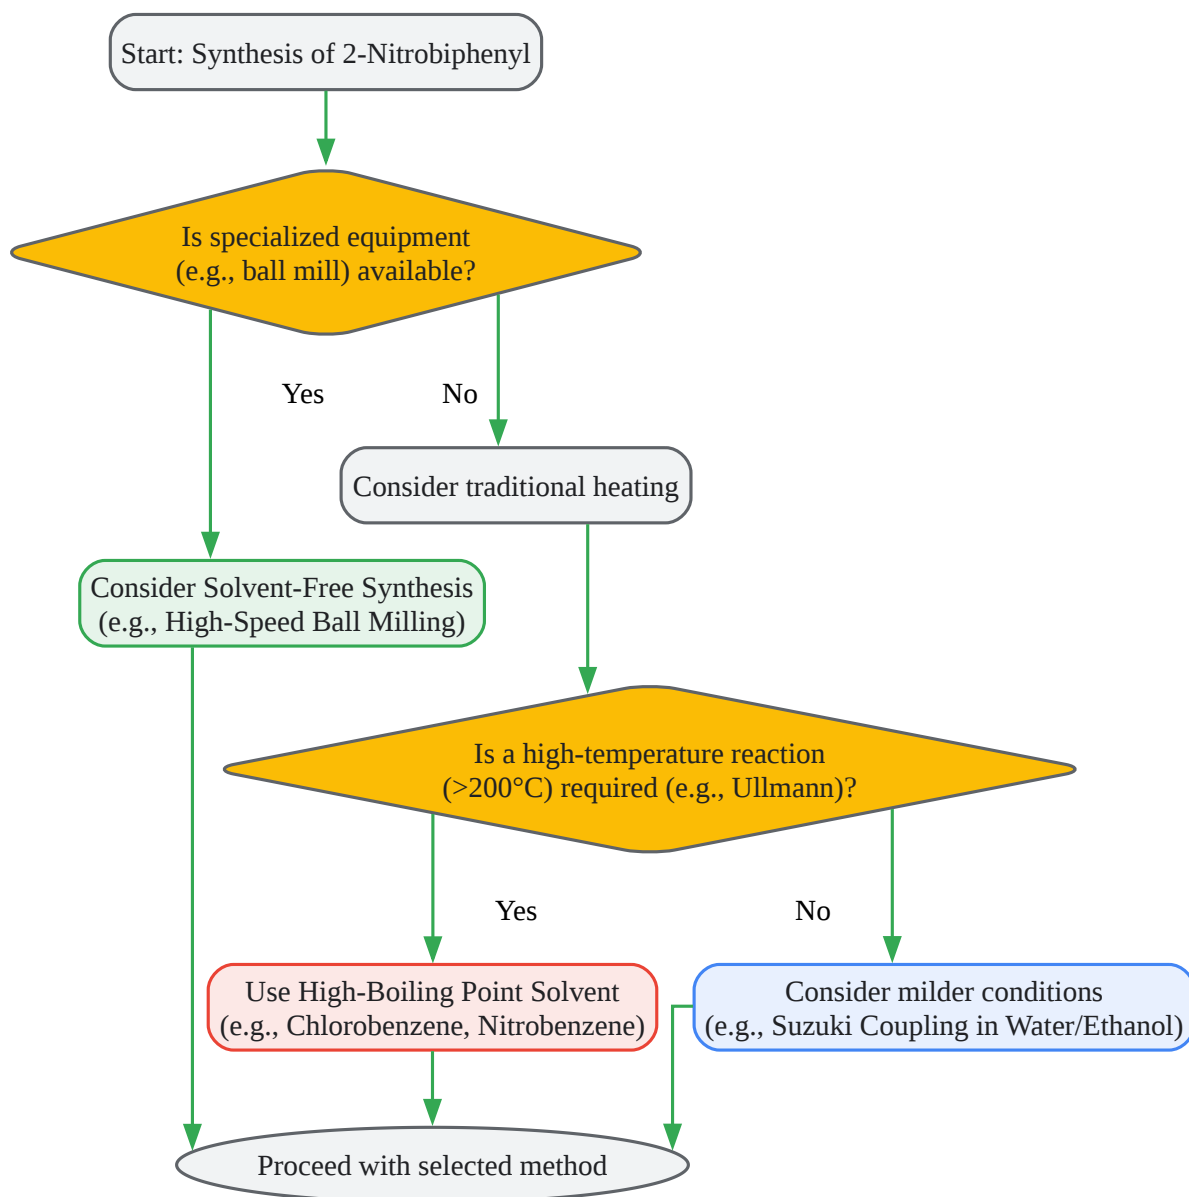 Start: Synthesis of 2-Nitrobiphenyl
Is specialized equipment
(e.g., ball mill) available?
Yes
No
Consider traditional heating
Consider Solvent-Free Synthesis
(e.g., High-Speed Ball Milling)
Is a high-temperature reaction
(>200°C) required (e.g., Ullmann)?
Yes
No
Use High-Boiling Point Solvent
(e.g., Chlorobenzene, Nitrobenzene)
Consider milder conditions
(e.g., Suzuki Coupling in Water/Ethanol)
Proceed with selected method